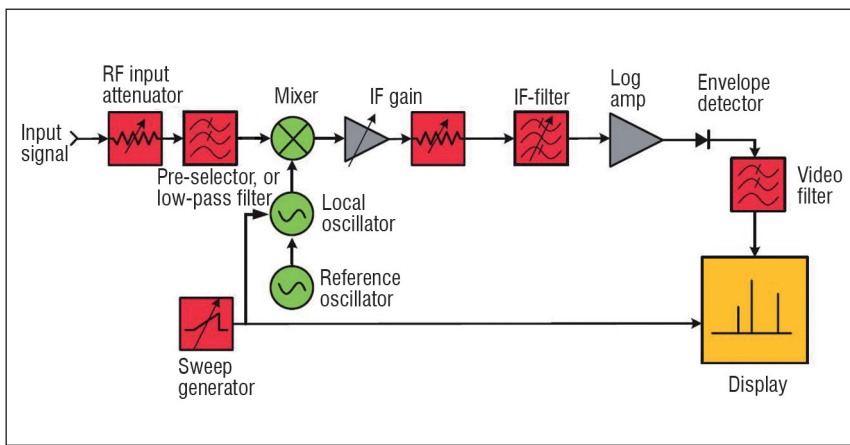 RF input
attenuator
Mixer
IF gain
IF-filter
Log
amp
Envelope
detector
Input
signal
Pre-selector, or
low-pass filter
Local
oscillator
Video
filter
Reference
oscillator
Sweep
generator
Display